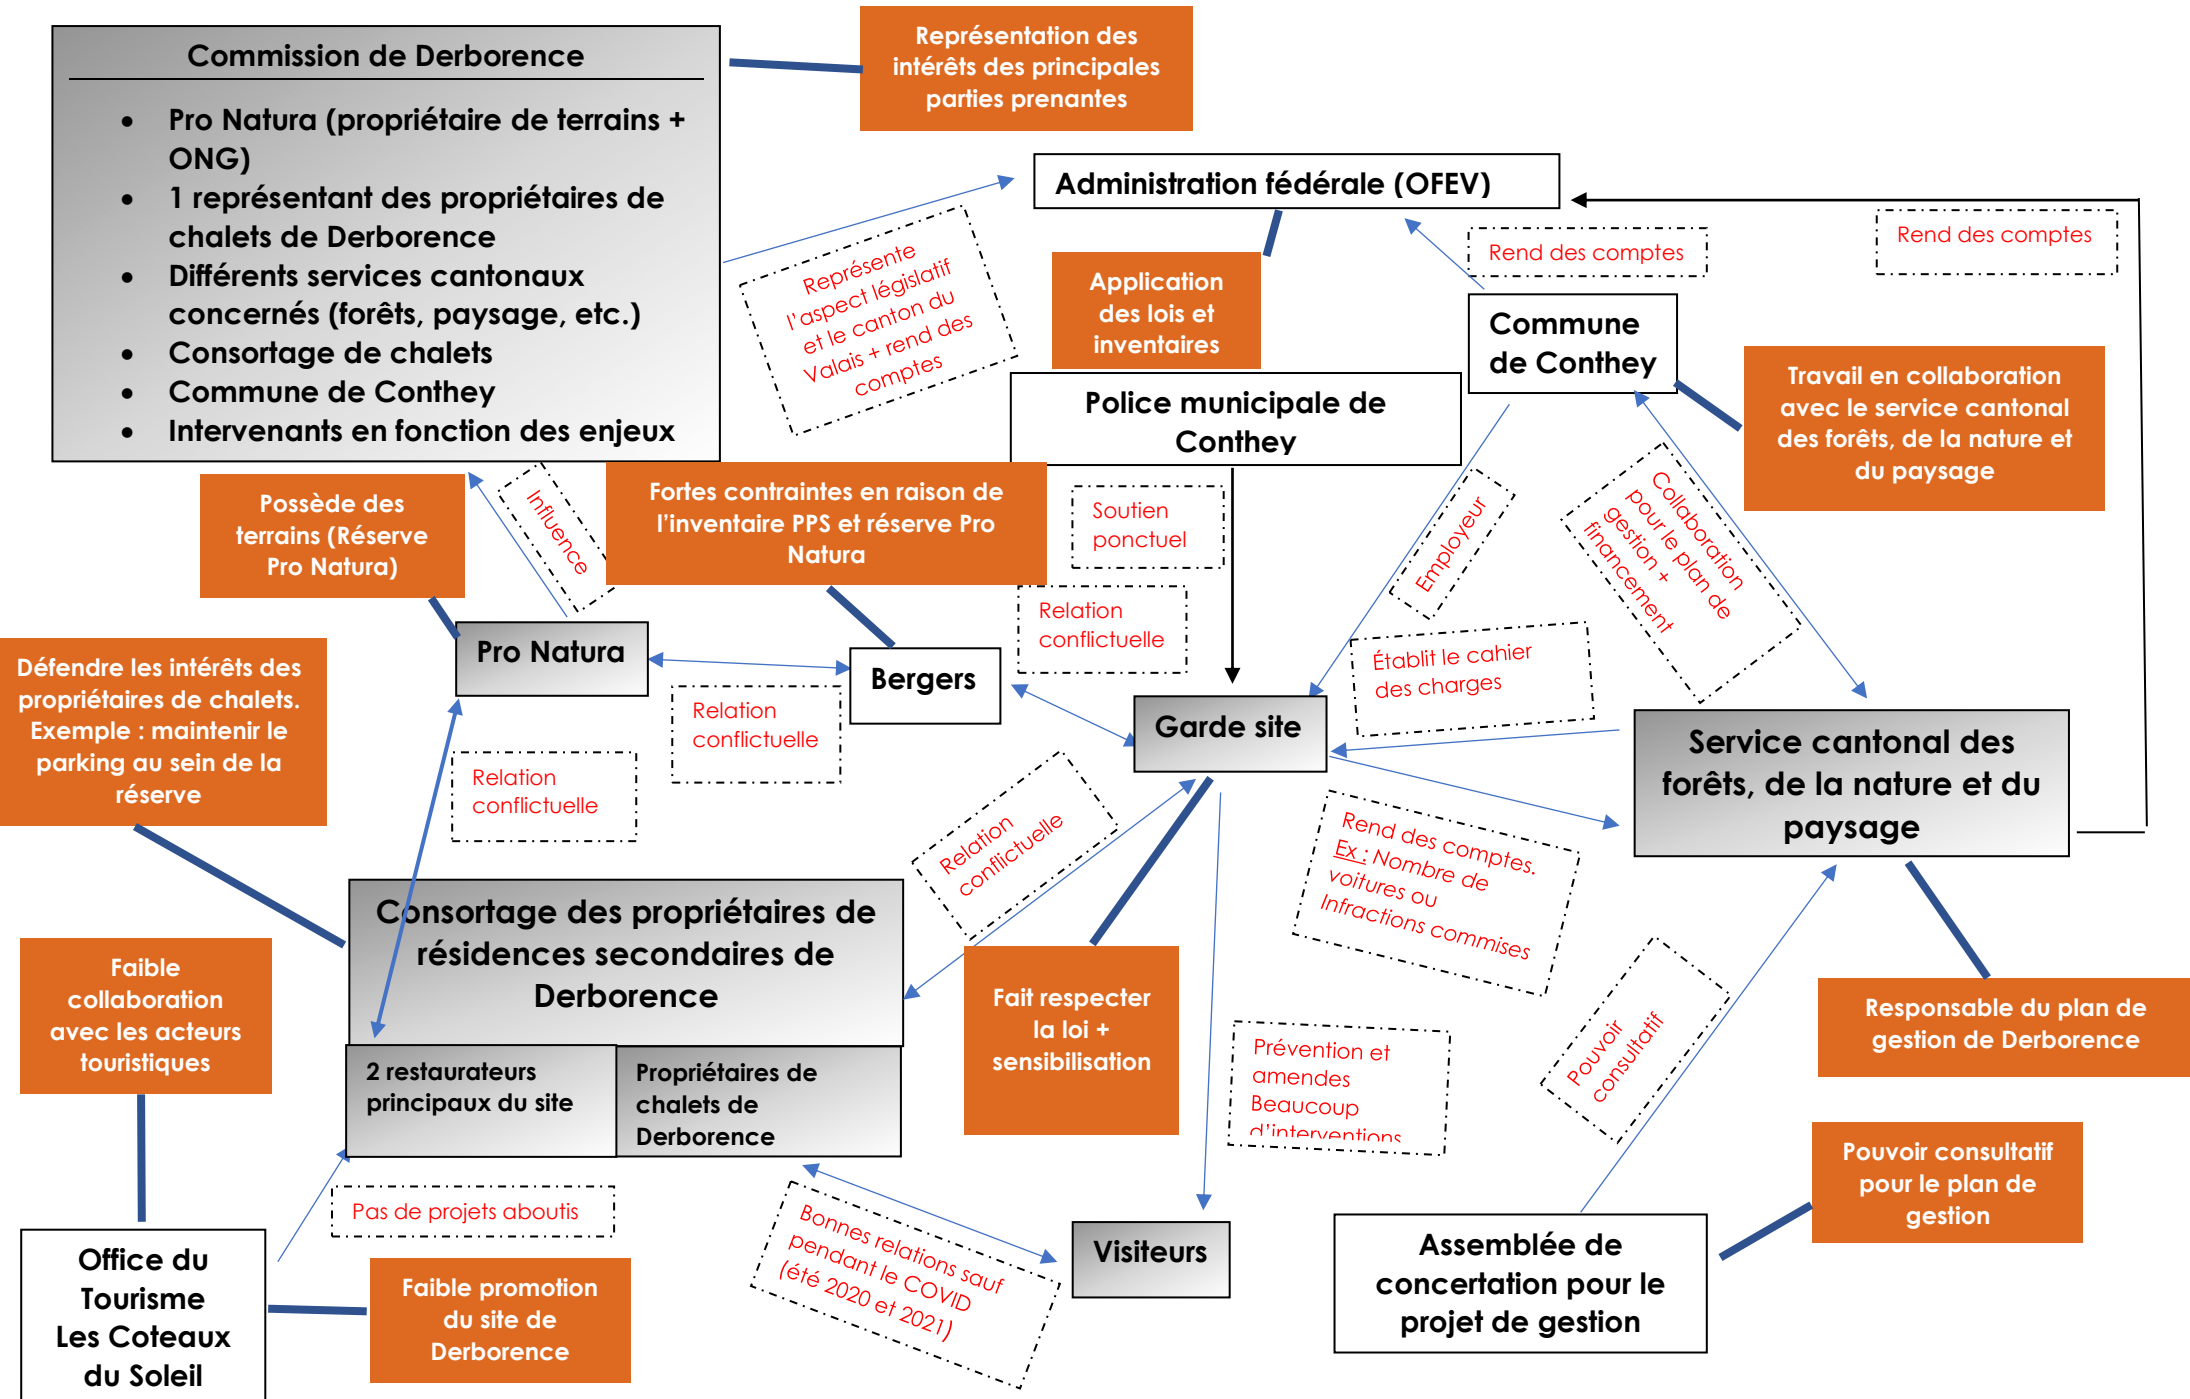 Commission de Derborence
• Pro Natura (propriétaire de terrains +
ONG)
• 1 représentant des propriétaires de
chalets de Derborence
• Différents services cantonaux
concernés (forêts, paysage, etc.)
• Consortage de chalets
• Commune de Conthey
• Intervenants en fonction des enjeux
Représentation des
intérêts des principales
parties prenantes
Administration fédérale (OFEV)
Représente
l'aspect législatif
et le canton du
Valais + rend des
comptes
Application
des lois et
inventaires
Rend des comptes
Rend des comptes
Commune
de Conthey
Travail en collaboration
avec le service cantonal
des forêts, de la nature et
du paysage
Police municipale de
Conthey
Possède des
terrains (Réserve
Pro Natura)
Influence
Fortes contraintes en raison de
l'inventaire PPS et réserve Pro
Natura
Soutien
ponctuel
Employeur
Collaboration
pour le plan de
gestion +
financement
Relation
conflictuelle
Pro Natura
Bergers
Défendre les intérêts des
propriétaires de chalets.
Exemple : maintenir le
parking au sein de la
réserve
Relation
conflictuelle
Relation
conflictuelle
Garde site
Établit le cahier
des charges
Service cantonal des
forêts, de la nature et du
paysage
Relation
conflictuelle
Rend des comptes.
Ex : Nombre de
voitures ou
Infractions commises
Consortage des propriétaires de
résidences secondaires de
Derborence
2 restaurateurs
principaux du site
Propriétaires de
chalets de
Derborence
Faible
collaboration
avec les acteurs
touristiques
Fait respecter
la loi +
sensibilisation
Prévention et
amendes
Beaucoup
d'interventions
Pouvoir
consultatif
Responsable du plan de
gestion de Derborence
Pouvoir consultatif
pour le plan de
gestion
Pas de projets aboutis
Bonnes relations sauf
pendant le COVID
(été 2020 et 2021)
Visiteurs
Assemblée de
concertation pour le
projet de gestion
Office du
Tourisme
Les Coteaux
du Soleil
Faible promotion
du site de
Derborence